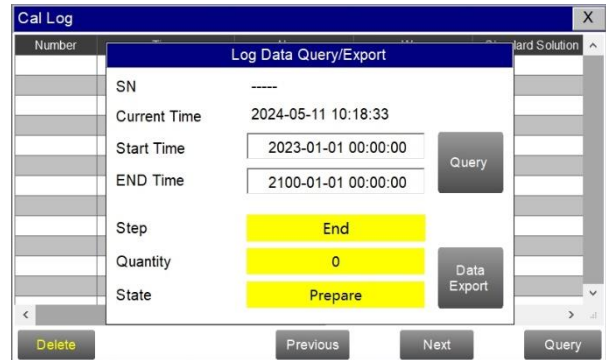 Cal Log X
Number
Log Data Query/Export
Solution
SN -----
Current Time 2024-05-11 10:18:33
Start Time 2023-01-01 00:00:00
Query
END Time 2100-01-01 00:00:00
Step End
Quantity 0
Data
Export
State Prepare
Delete Previous Next Query